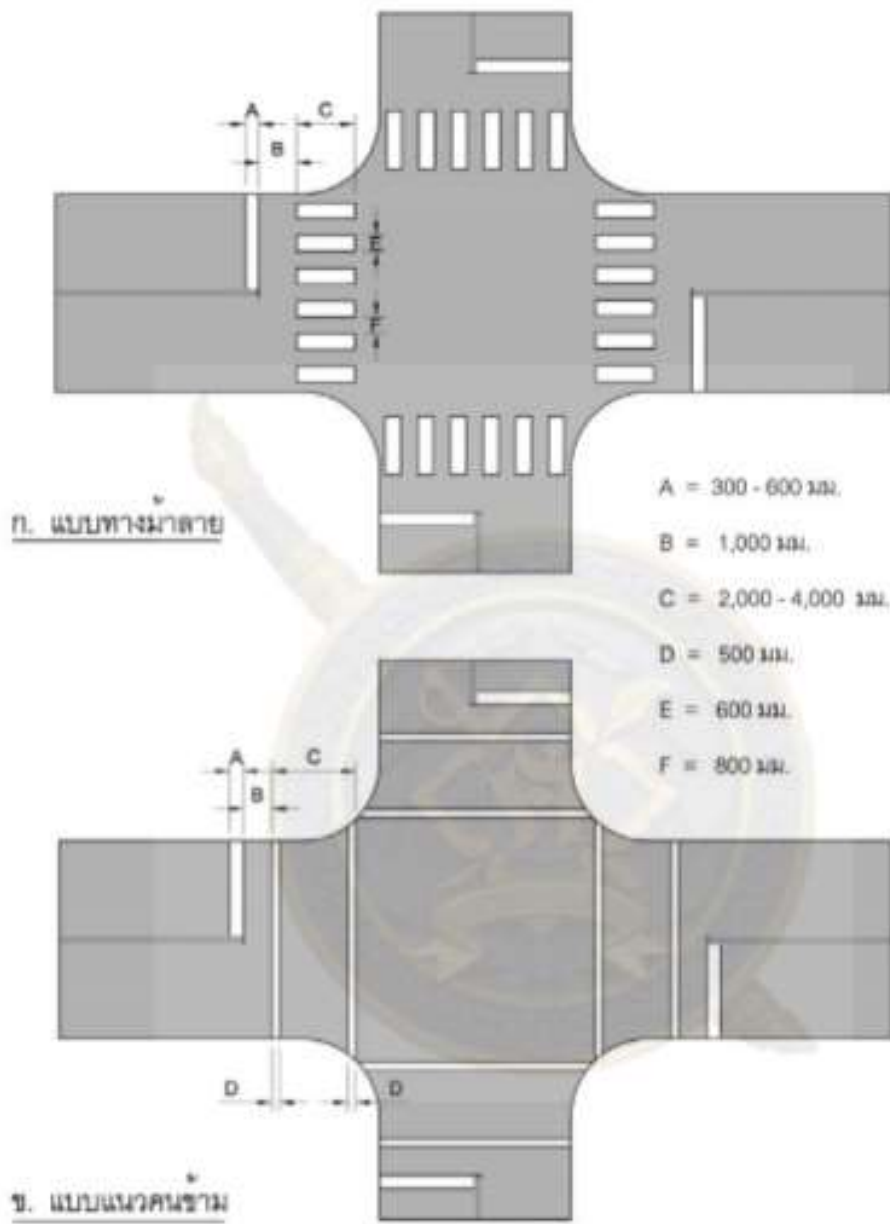 A
C
B
E
F
ก. แบบทางม้าลาย
A = 300 - 600 มม.
B = 1,000 มม.
C = 2,000 - 4,000 มม.
D = 500 มม.
E = 600 มม.
F = 800 มม.
A
C
B
D
D
ข. แบบแนวคนข้าม